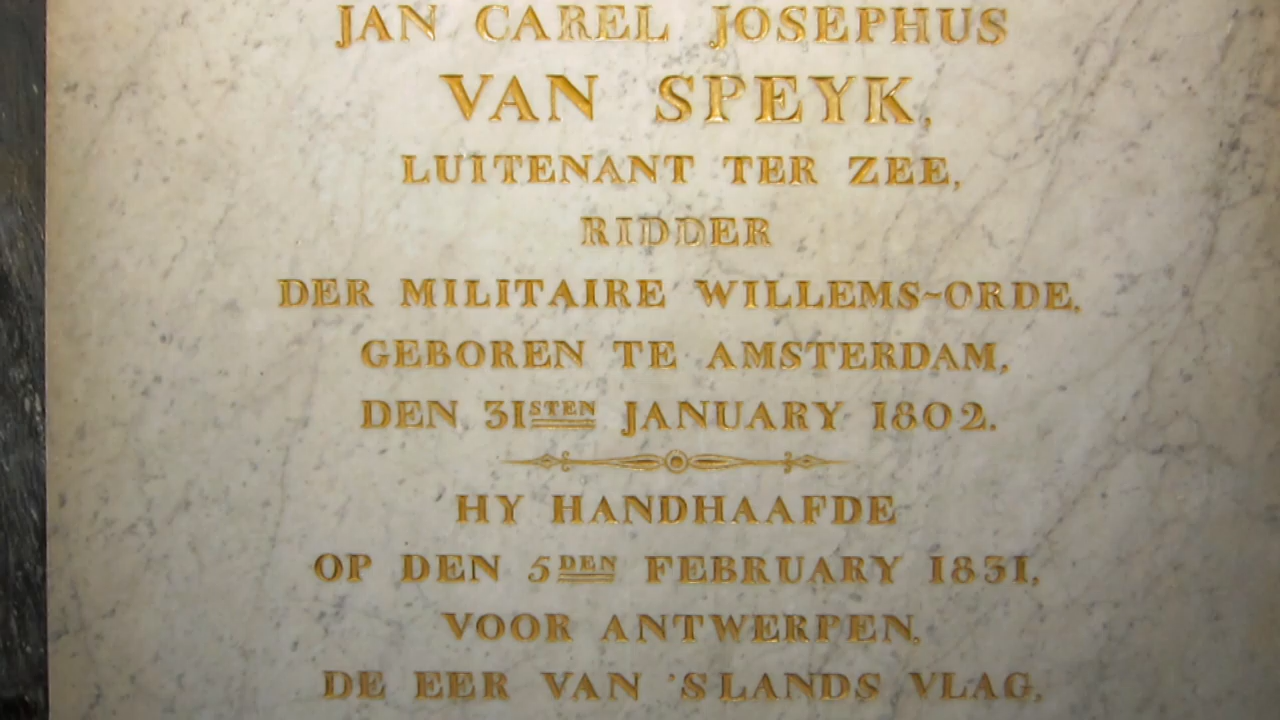 JAN CAREL JOSEPHUS
VAN SPEYK,
LUITENANT TER ZEE,
RIDDER
DER MILITAIRE WILLEMS~ORDE,
GEBOREN TE AMSTERDAM,
DEN 31STEN JANUARY 1802.
HY HANDHAAFDE
OP DEN 5DEN FEBRUARY 1831,
VOOR ANTWERPEN,
DE EER VAN 'S LANDS VLAG,